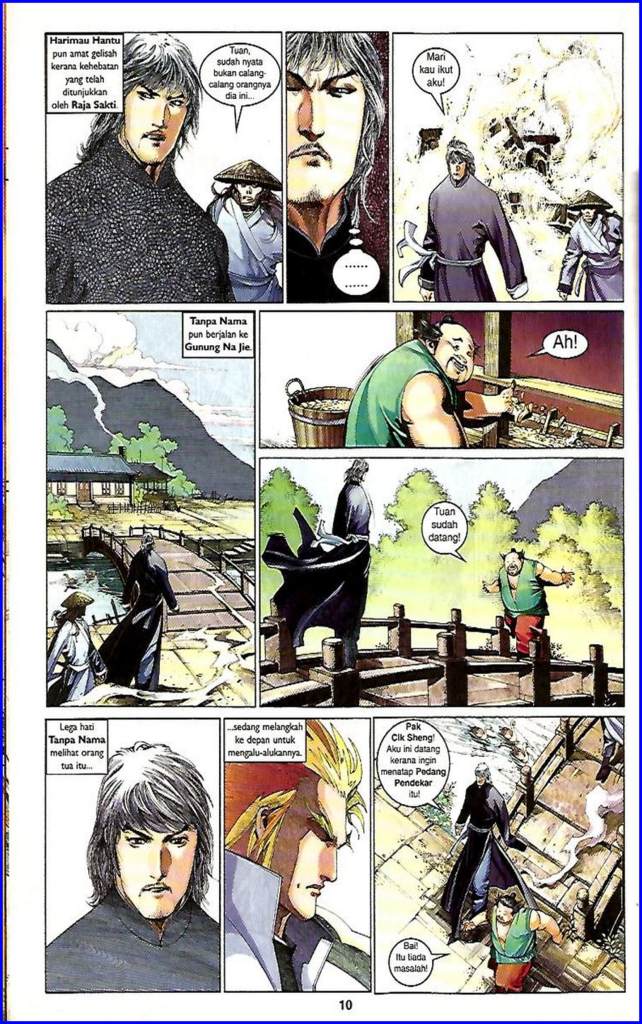 Harimau Hantu
pun amat gelisah
kerana kehebatan
yang telah
ditunjukkan
oleh Raja Sakti.
Tuan,
sudah nyata
bukan calang-
calang orangnya
dia ini...
......
......
Mari
kau ikut
aku!
Tanpa Nama
pun berjalan ke
Gunung Na Jie.
Ah!
Tuan
sudah
datang!
Lega hati
Tanpa Nama
melihat orang
tua itu...
...sedang melangkah
ke depan untuk
mengalu-alukannya.
Pak
Cik Sheng!
Aku ini datang
kerana ingin
menatap Pedang
Pendekar
itu!
Bai!
Itu tiada
masalah!
10